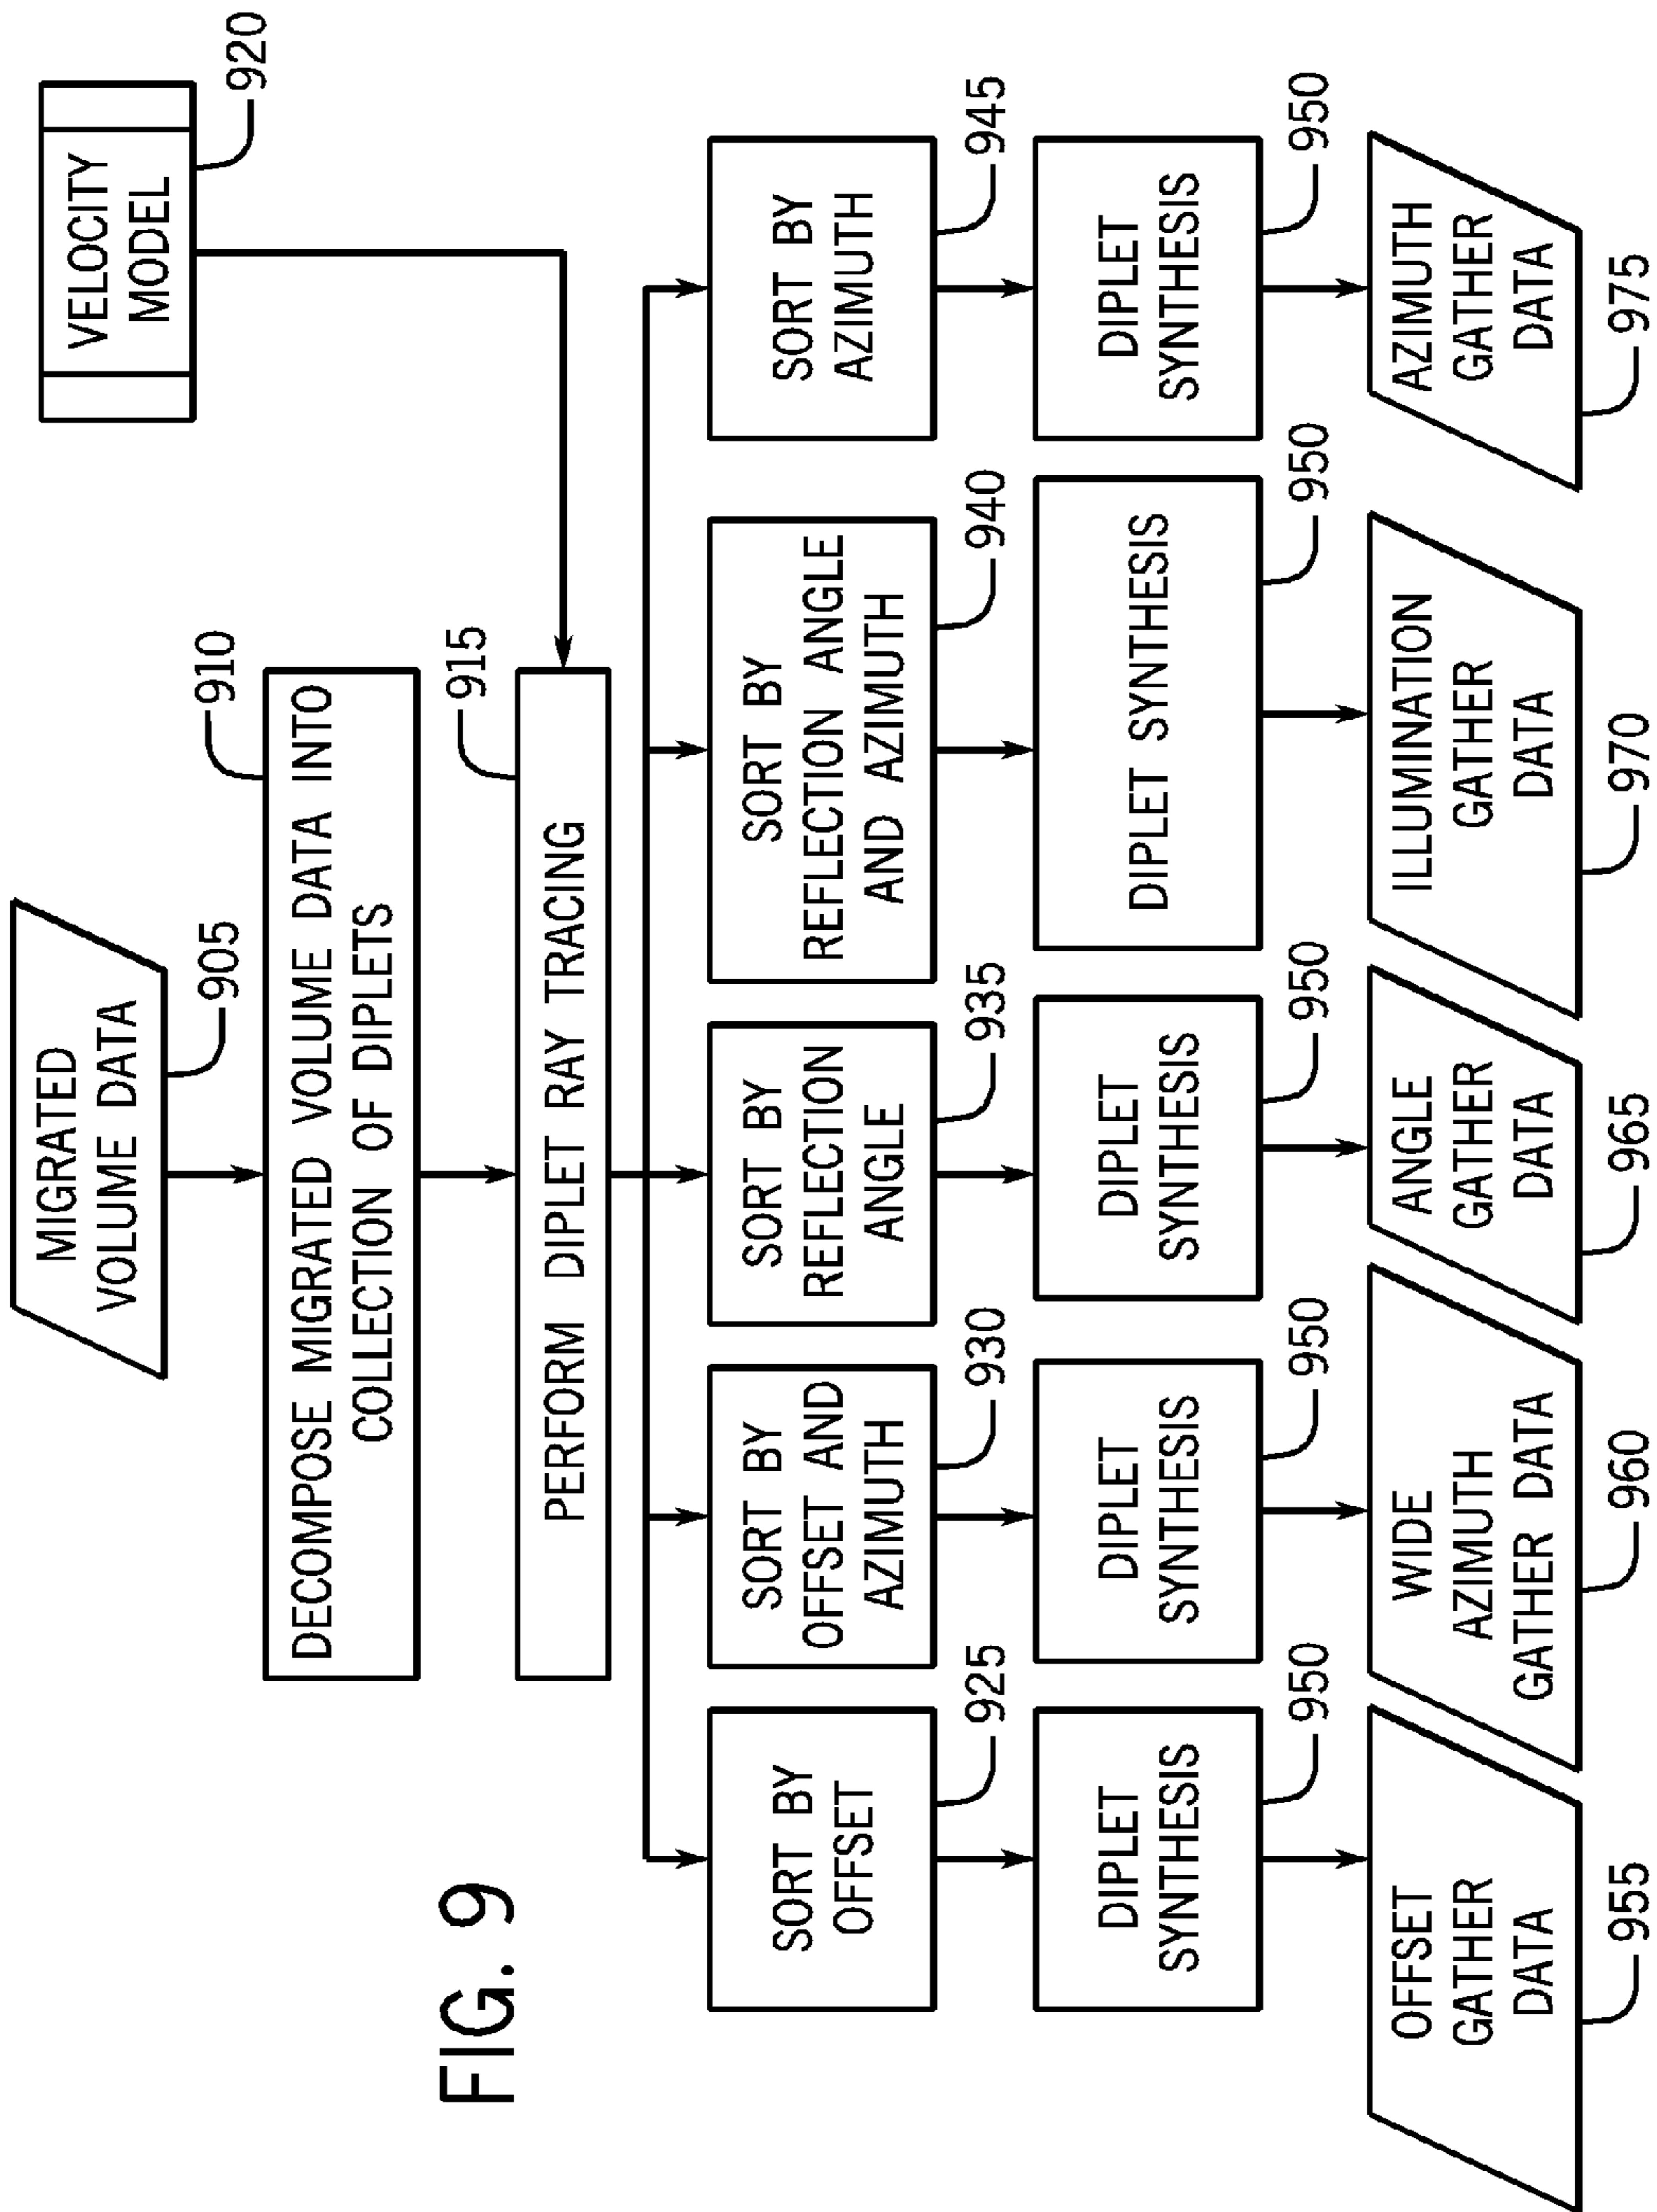 MIGRATED
VOLUME DATA
905
VELOCITY
MODEL
920
DECOMPOSE MIGRATED VOLUME DATA INTO
COLLECTION OF DIPLETS
910
PERFORM DIPLET RAY TRACING
915
FIG. 9
SORT BY
OFFSET
925
SORT BY
OFFSET AND
AZIMUTH
930
SORT BY
REFLECTION
ANGLE
935
SORT BY
REFLECTION ANGLE
AND AZIMUTH
940
SORT BY
AZIMUTH
945
DIPLET
SYNTHESIS
950
DIPLET
SYNTHESIS
950
DIPLET
SYNTHESIS
950
DIPLET SYNTHESIS
950
DIPLET
SYNTHESIS
950
OFFSET
GATHER
DATA
955
WIDE
AZIMUTH
GATHER DATA
960
ANGLE
GATHER
DATA
965
ILLUMINATION
GATHER
DATA
970
AZIMUTH
GATHER
DATA
975